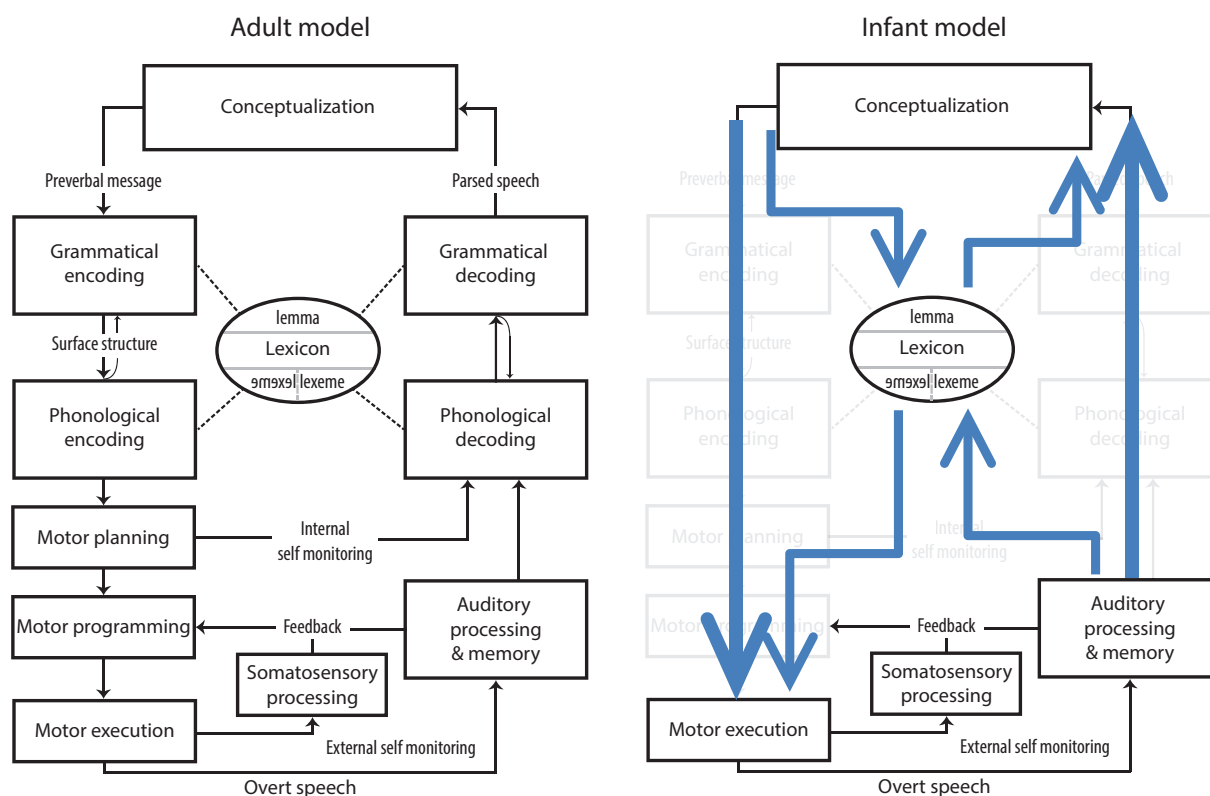 Adult model
Conceptualization
Preverbal message
Parsed speech
Grammatical
encoding
Grammatical
decoding
lemma
Lexicon
lexeme lexeme
Surface structure
Phonological
encoding
Phonological
decoding
Motor planning
Internal
self monitoring
Motor programming
Feedback
Auditory
processing
& memory
Somatosensory
processing
Motor execution
External self monitoring
Overt speech
Infant model
Conceptualization
Preverbal message
Parsed speech
Grammatical
encoding
Grammatical
decoding
lemma
Lexicon
lexeme lexeme
Surface structure
Phonological
encoding
Phonological
decoding
Motor planning
Internal
self monitoring
Motor programming
Feedback
Auditory
processing
& memory
Somatosensory
processing
Motor execution
External self monitoring
Overt speech